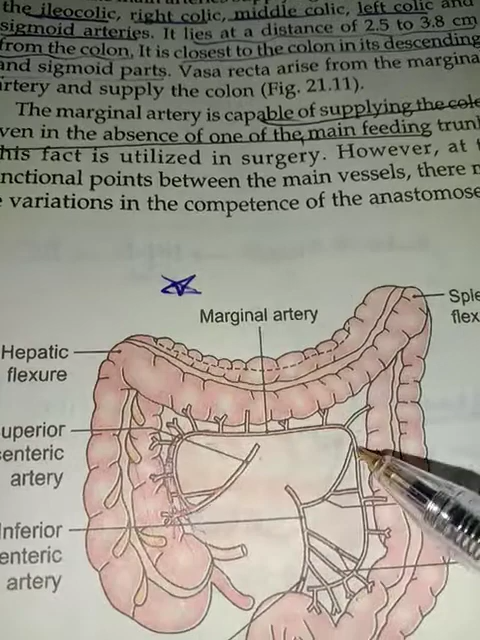 the ileocolic, right colic, middle colic, left colic and
sigmoid arteries. It lies at a distance of 2.5 to 3.8 cm
from the colon, It is closest to the colon in its descending
and sigmoid parts. Vasa recta arise from the margina
rtery and supply the colon (Fig. 21.11).
The marginal artery is capable of supplying the colo
ven in the absence of one of the main feeding trun
his fact is utilized in surgery. However, at t
nctional points between the main vessels, there m
variations in the competence of the anastomose
Marginal artery
Sple
flex
Hepatic
flexure
uperior
enteric
artery
Inferior
enteric
artery